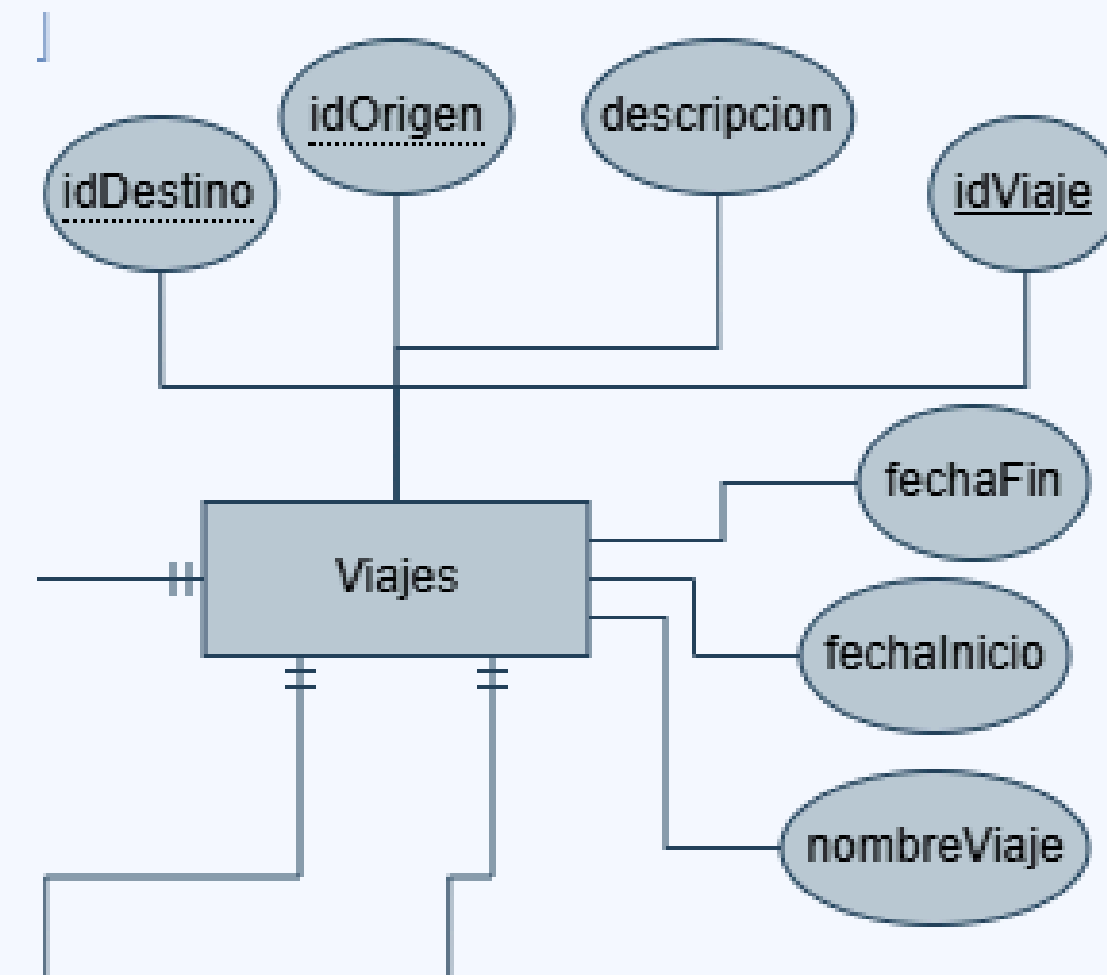 idOrigen
descripcion
idDestino
idViaje
fechaFin
Viajes
fechaInicio
nombreViaje